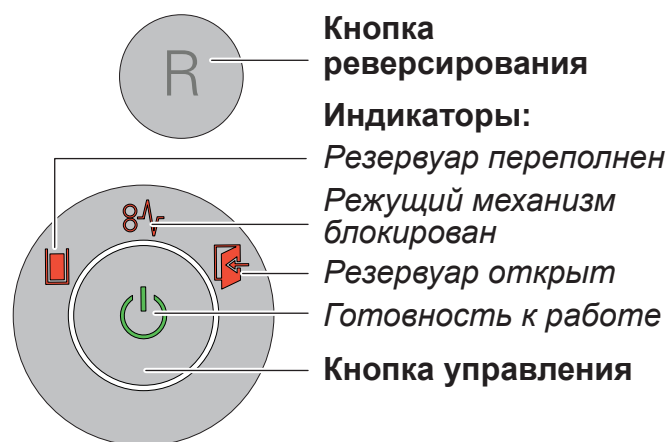 Кнопка
реверсирования
R
Индикаторы:
Резервуар переполнен
Режущий механизм
блокирован
Резервуар открыт
Готовность к работе
Кнопка управления